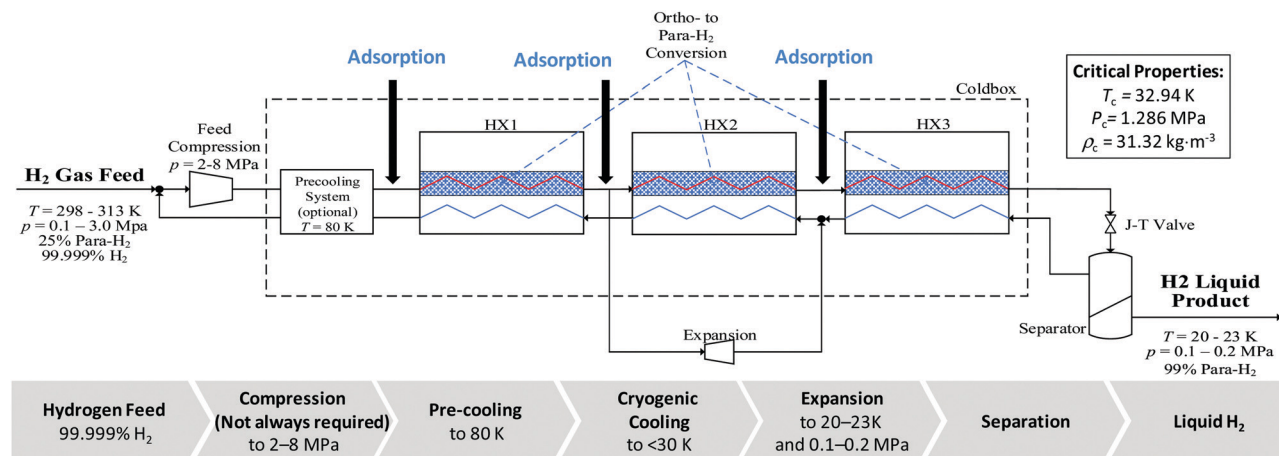 Ortho- to
Para-H₂
Conversion
Adsorption
Adsorption
Adsorption
Critical Properties:
Tc = 32.94 K
Pc= 1.286 MPa
ρc = 31.32 kg·m⁻³
Coldbox
Feed
Compression
p = 2-8 MPa
HX1
HX2
HX3
H₂ Gas Feed
T = 298 - 313 K
p = 0.1 – 3.0 Mpa
25% Para-H₂
99.999% H₂
Precooling
System
(optional)
T = 80 K
J-T Valve
Expansion
Separator
H2 Liquid
Product
T = 20 - 23 K
p = 0.1 – 0.2 MPa
99% Para-H₂
Hydrogen Feed
99.999% H₂
Compression
(Not always required)
to 2–8 MPa
Pre-cooling
to 80 K
Cryogenic
Cooling
to <30 K
Expansion
to 20–23K
and 0.1–0.2 MPa
Separation
Liquid H₂